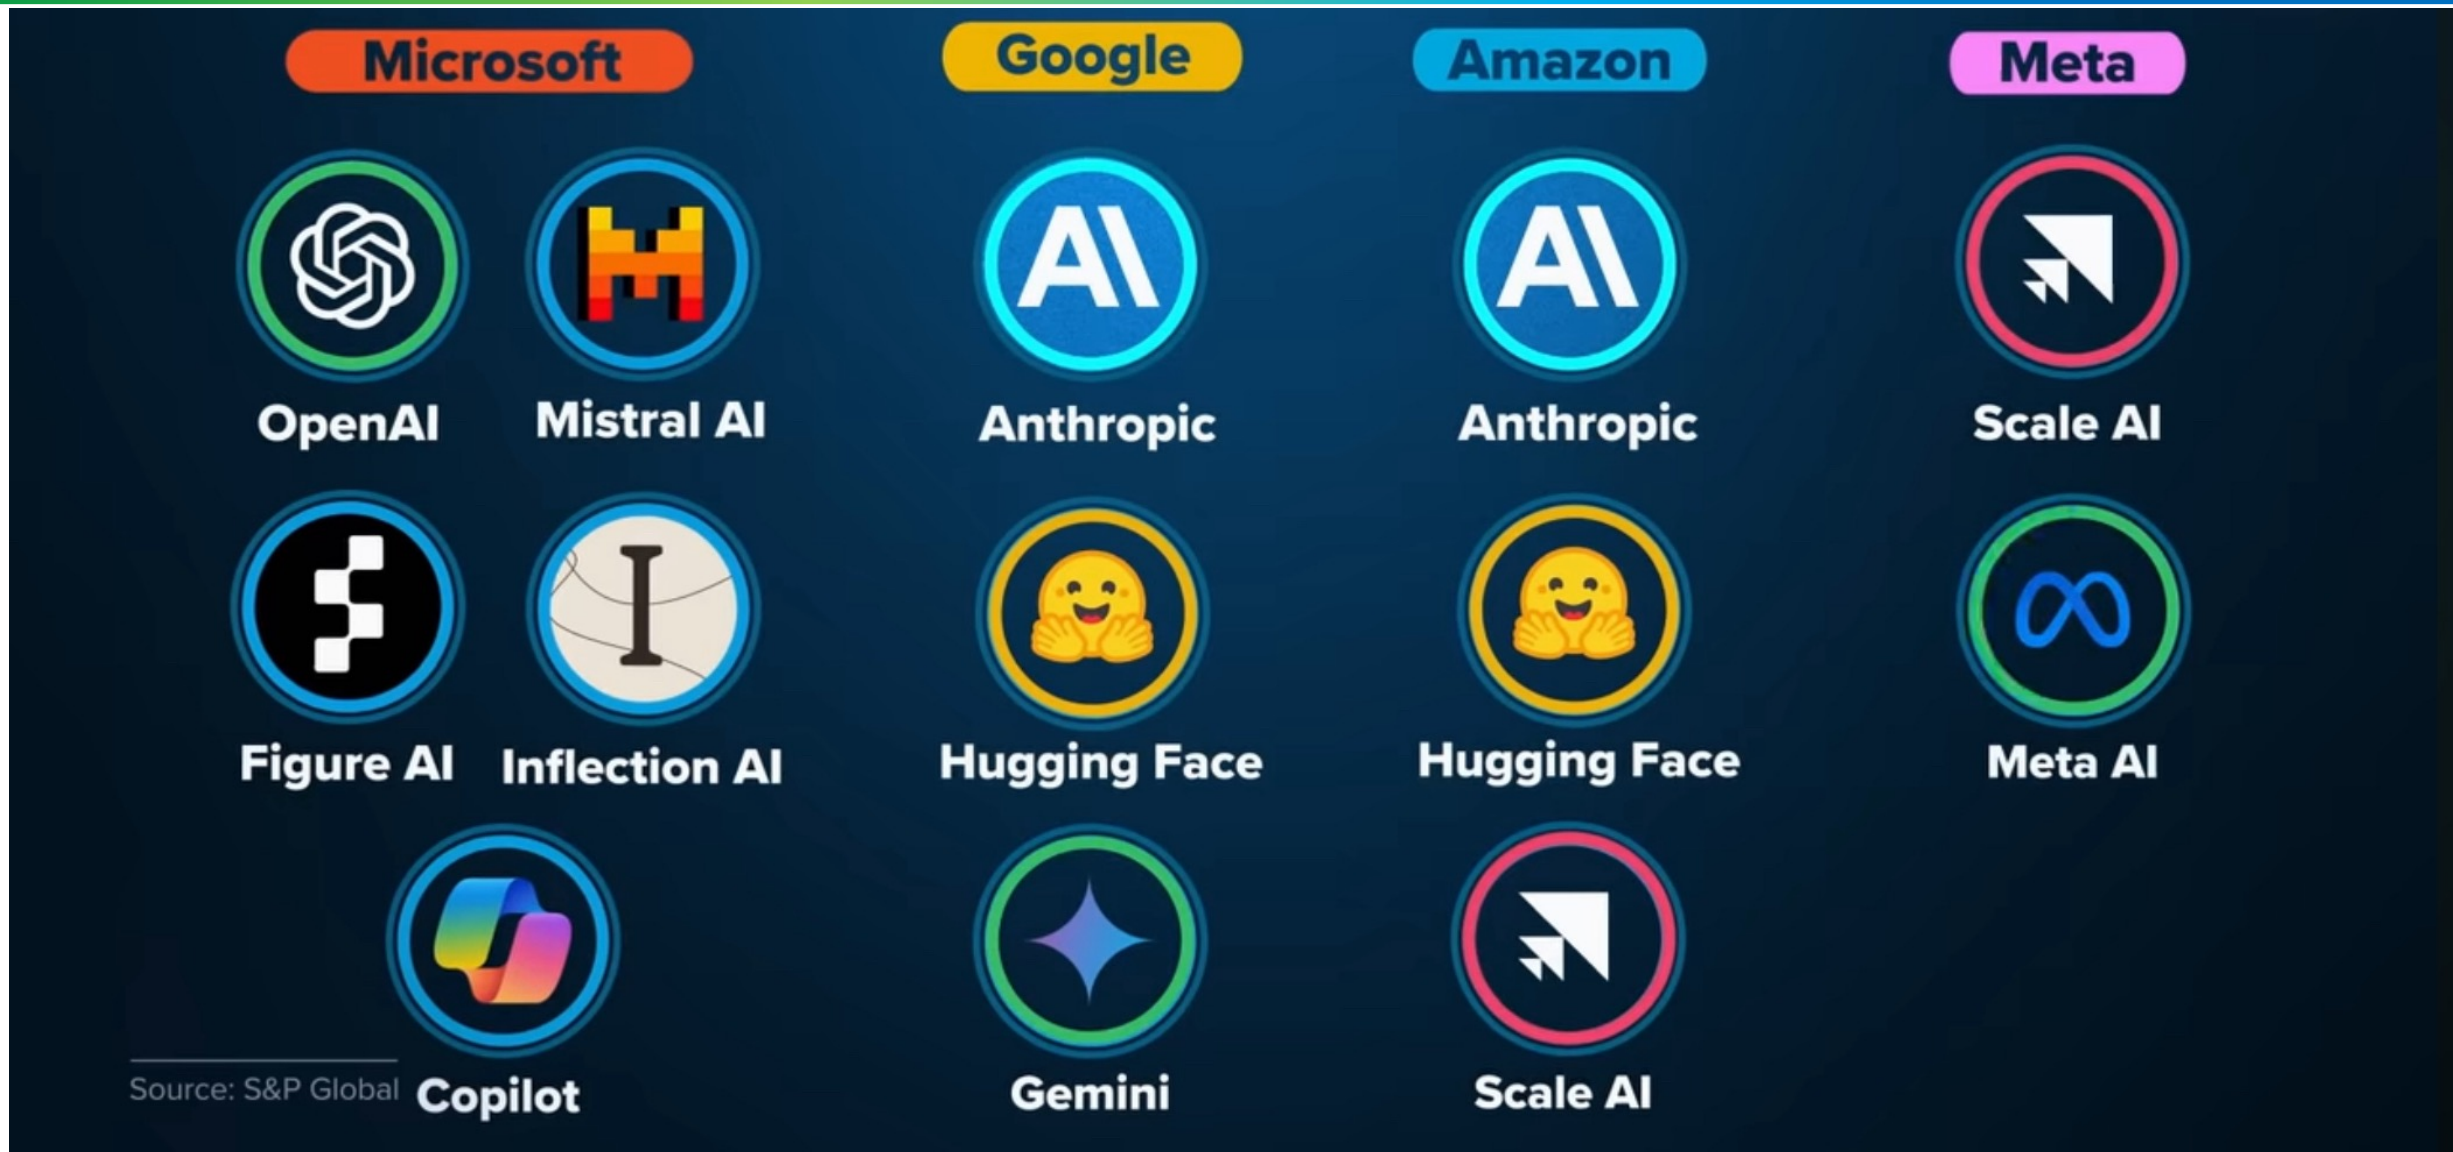 Microsoft
Google
Amazon
Meta
OpenAI
Mistral AI
Anthropic
Anthropic
Scale AI
Figure AI
Inflection AI
Hugging Face
Hugging Face
Meta AI
Copilot
Gemini
Scale AI
Source: S&P Global